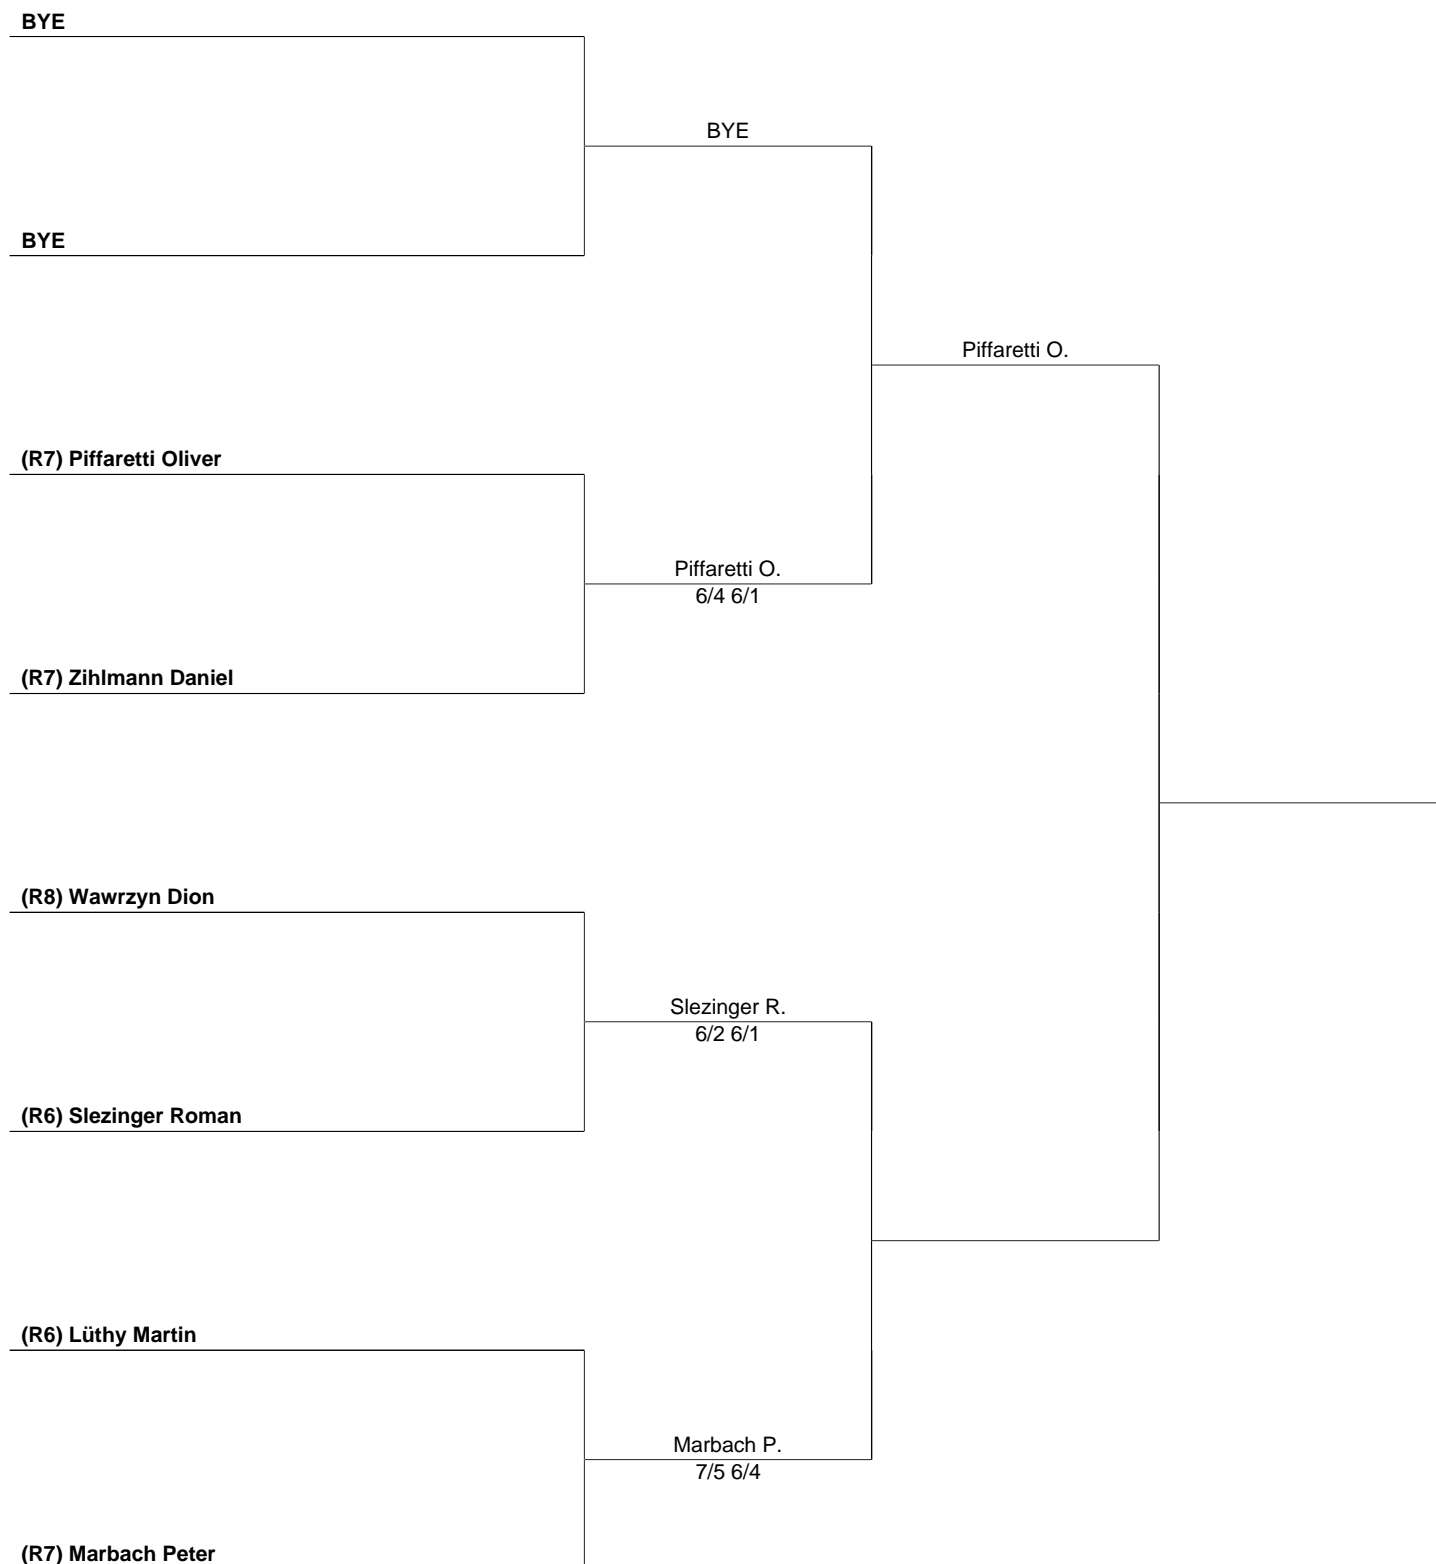 BYE
BYE
BYE
Piffaretti O.
(R7) Piffaretti Oliver
Piffaretti O.
6/4 6/1
(R7) Zihlmann Daniel
(R8) Wawrzyn Dion
Slezinger R.
6/2 6/1
(R6) Slezinger Roman
(R6) Lüthy Martin
Marbach P.
7/5 6/4
(R7) Marbach Peter